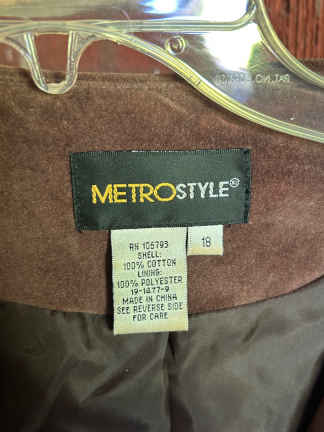 METROSTYLE
18
RN 105793
SHELL:
100% COTTON
LINING:
100% POLYESTER
19-1477-9
MADE IN CHINA
SEE REVERSE SIDE
FOR CARE